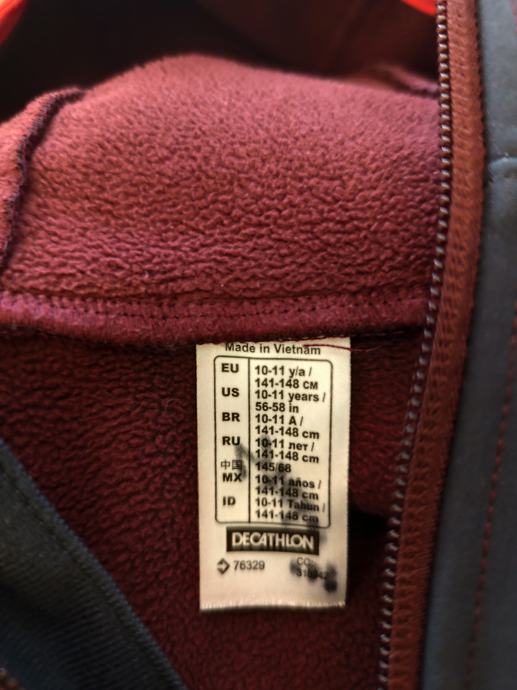 Made in Vietnam
EU 10-11 y/a /
141-148 CM
US 10-11 years /
56-58 in
BR 10-11 A /
141-148 cm
RU 10-11 лет /
141-148 cm
中国 145/68
MX 10-11 años /
141-148 cm
ID 10-11 Tahun /
141-148 cm
DECATHLON
76329